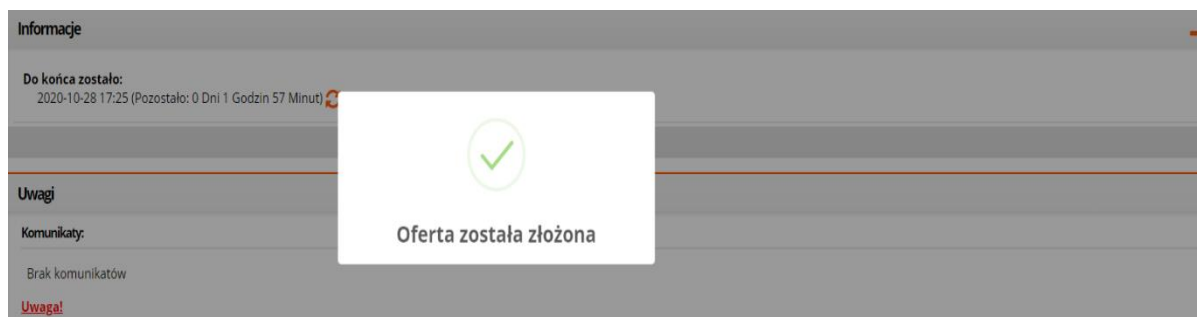 Informacje
Do końca zostało:
2020-10-28 17:25 (Pozostało: 0 Dni 1 Godzin 57 Minut)
Oferta została złożona
Uwagi
Komunikaty:
Brak komunikatów
Uwaga!